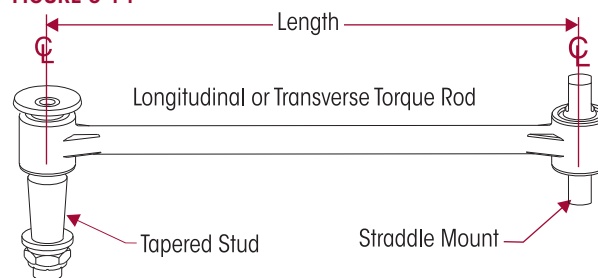 Length
℄ ℄
Longitudinal or Transverse Torque Rod
Tapered Stud
Straddle Mount